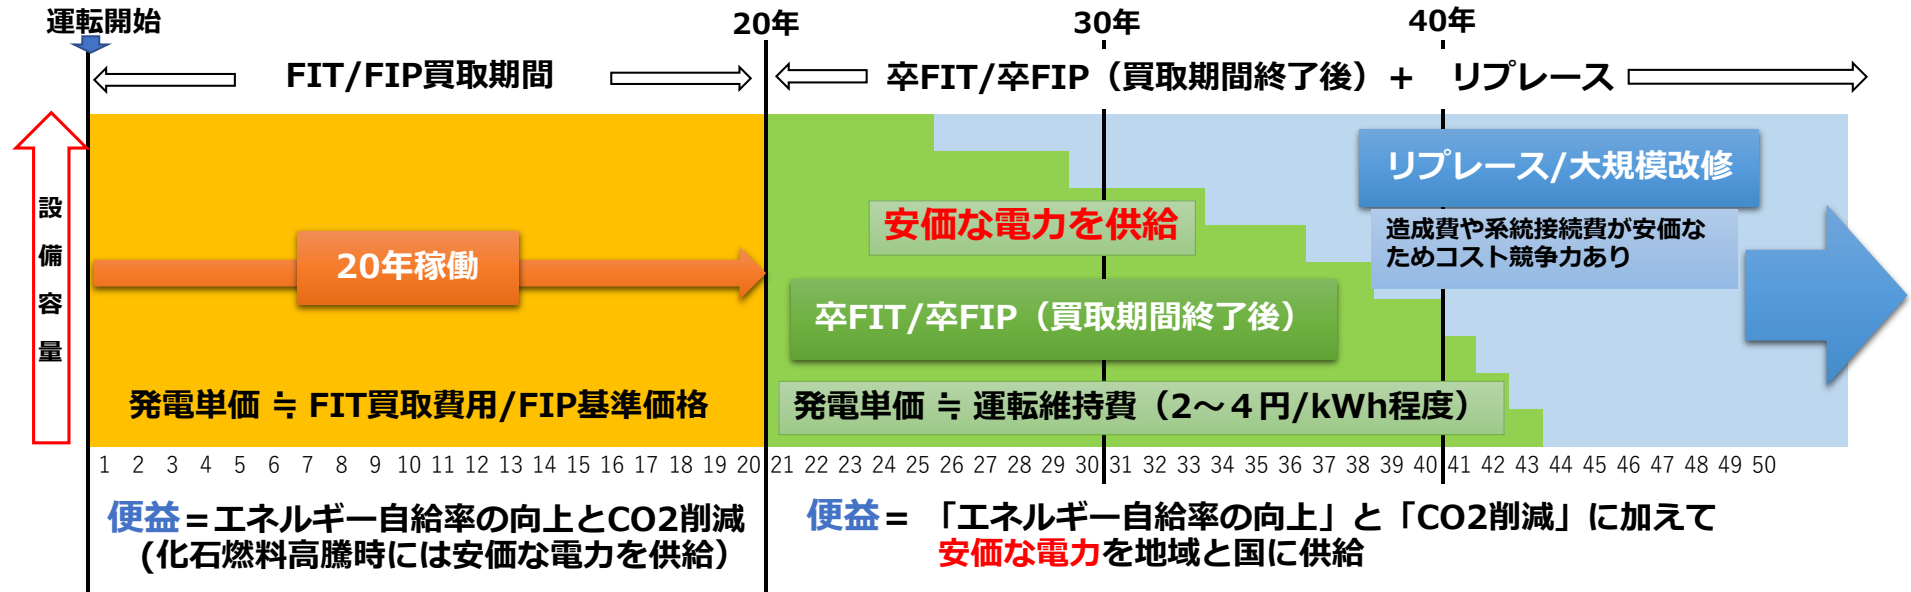 運転開始
20年
30年
40年
FIT/FIP買取期間
卒FIT/卒FIP（買取期間終了後）+ リプレース
設備容量
リプレース/大規模改修
安価な電力を供給
造成費や系統接続費が安価な
ためコスト競争力あり
20年稼働
卒FIT/卒FIP（買取期間終了後）
発電単価 ≒ FIT買取費用/FIP基準価格
発電単価 ≒ 運転維持費（2～４円/kWh程度）
1 2 3 4 5 6 7 8 9 10 11 12 13 14 15 16 17 18 19 20 21 22 23 24 25 26 27 28 29 30 31 32 33 34 35 36 37 38 39 40 41 42 43 44 45 46 47 48 49 50
便益＝エネルギー自給率の向上とCO2削減
(化石燃料高騰時には安価な電力を供給）
便益＝ 「エネルギー自給率の向上」と「CO2削減」に加えて
安価な電力を地域と国に供給